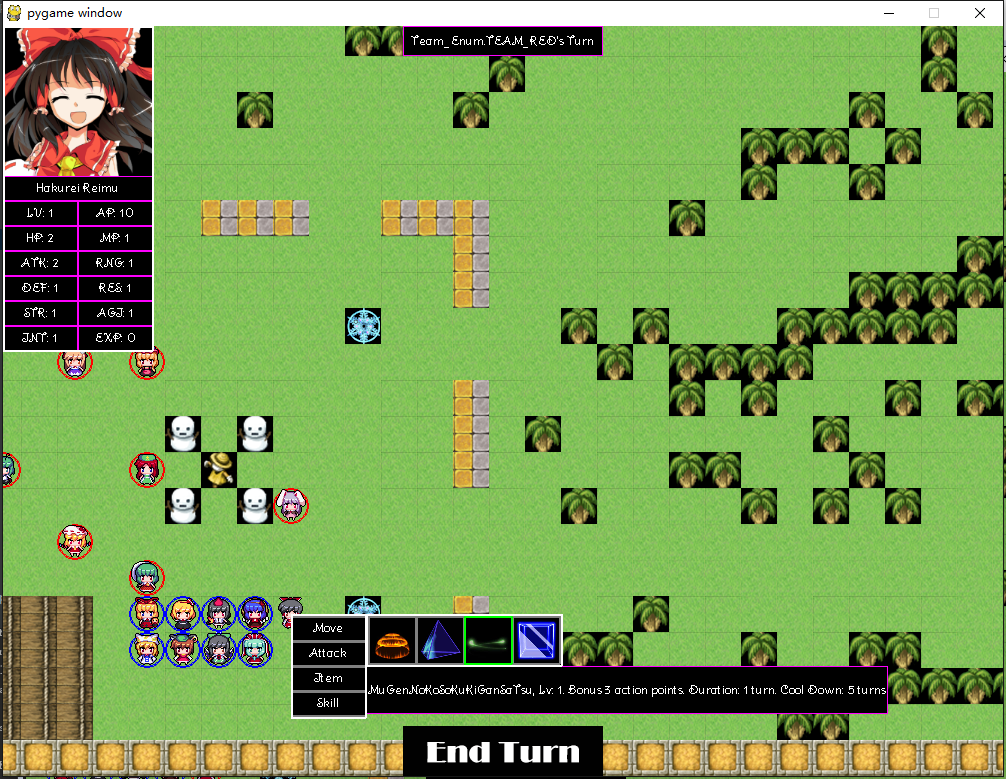 pygame window
Team_Enum.TEAM_RED's Turn
Hakurei Reimu
LV: 1
AP: 10
HP: 2
MP: 1
ATK: 2
RNG: 1
DEF: 1
RES: 1
STR: 1
AGI: 1
INT: 1
EXP: 0
Move
Attack
Item
Skill
MuGenNoKoSoKuKiGanSaTsu, Lv: 1. Bonus 3 action points. Duration: 1 turn. Cool Down: 5 turns
End Turn